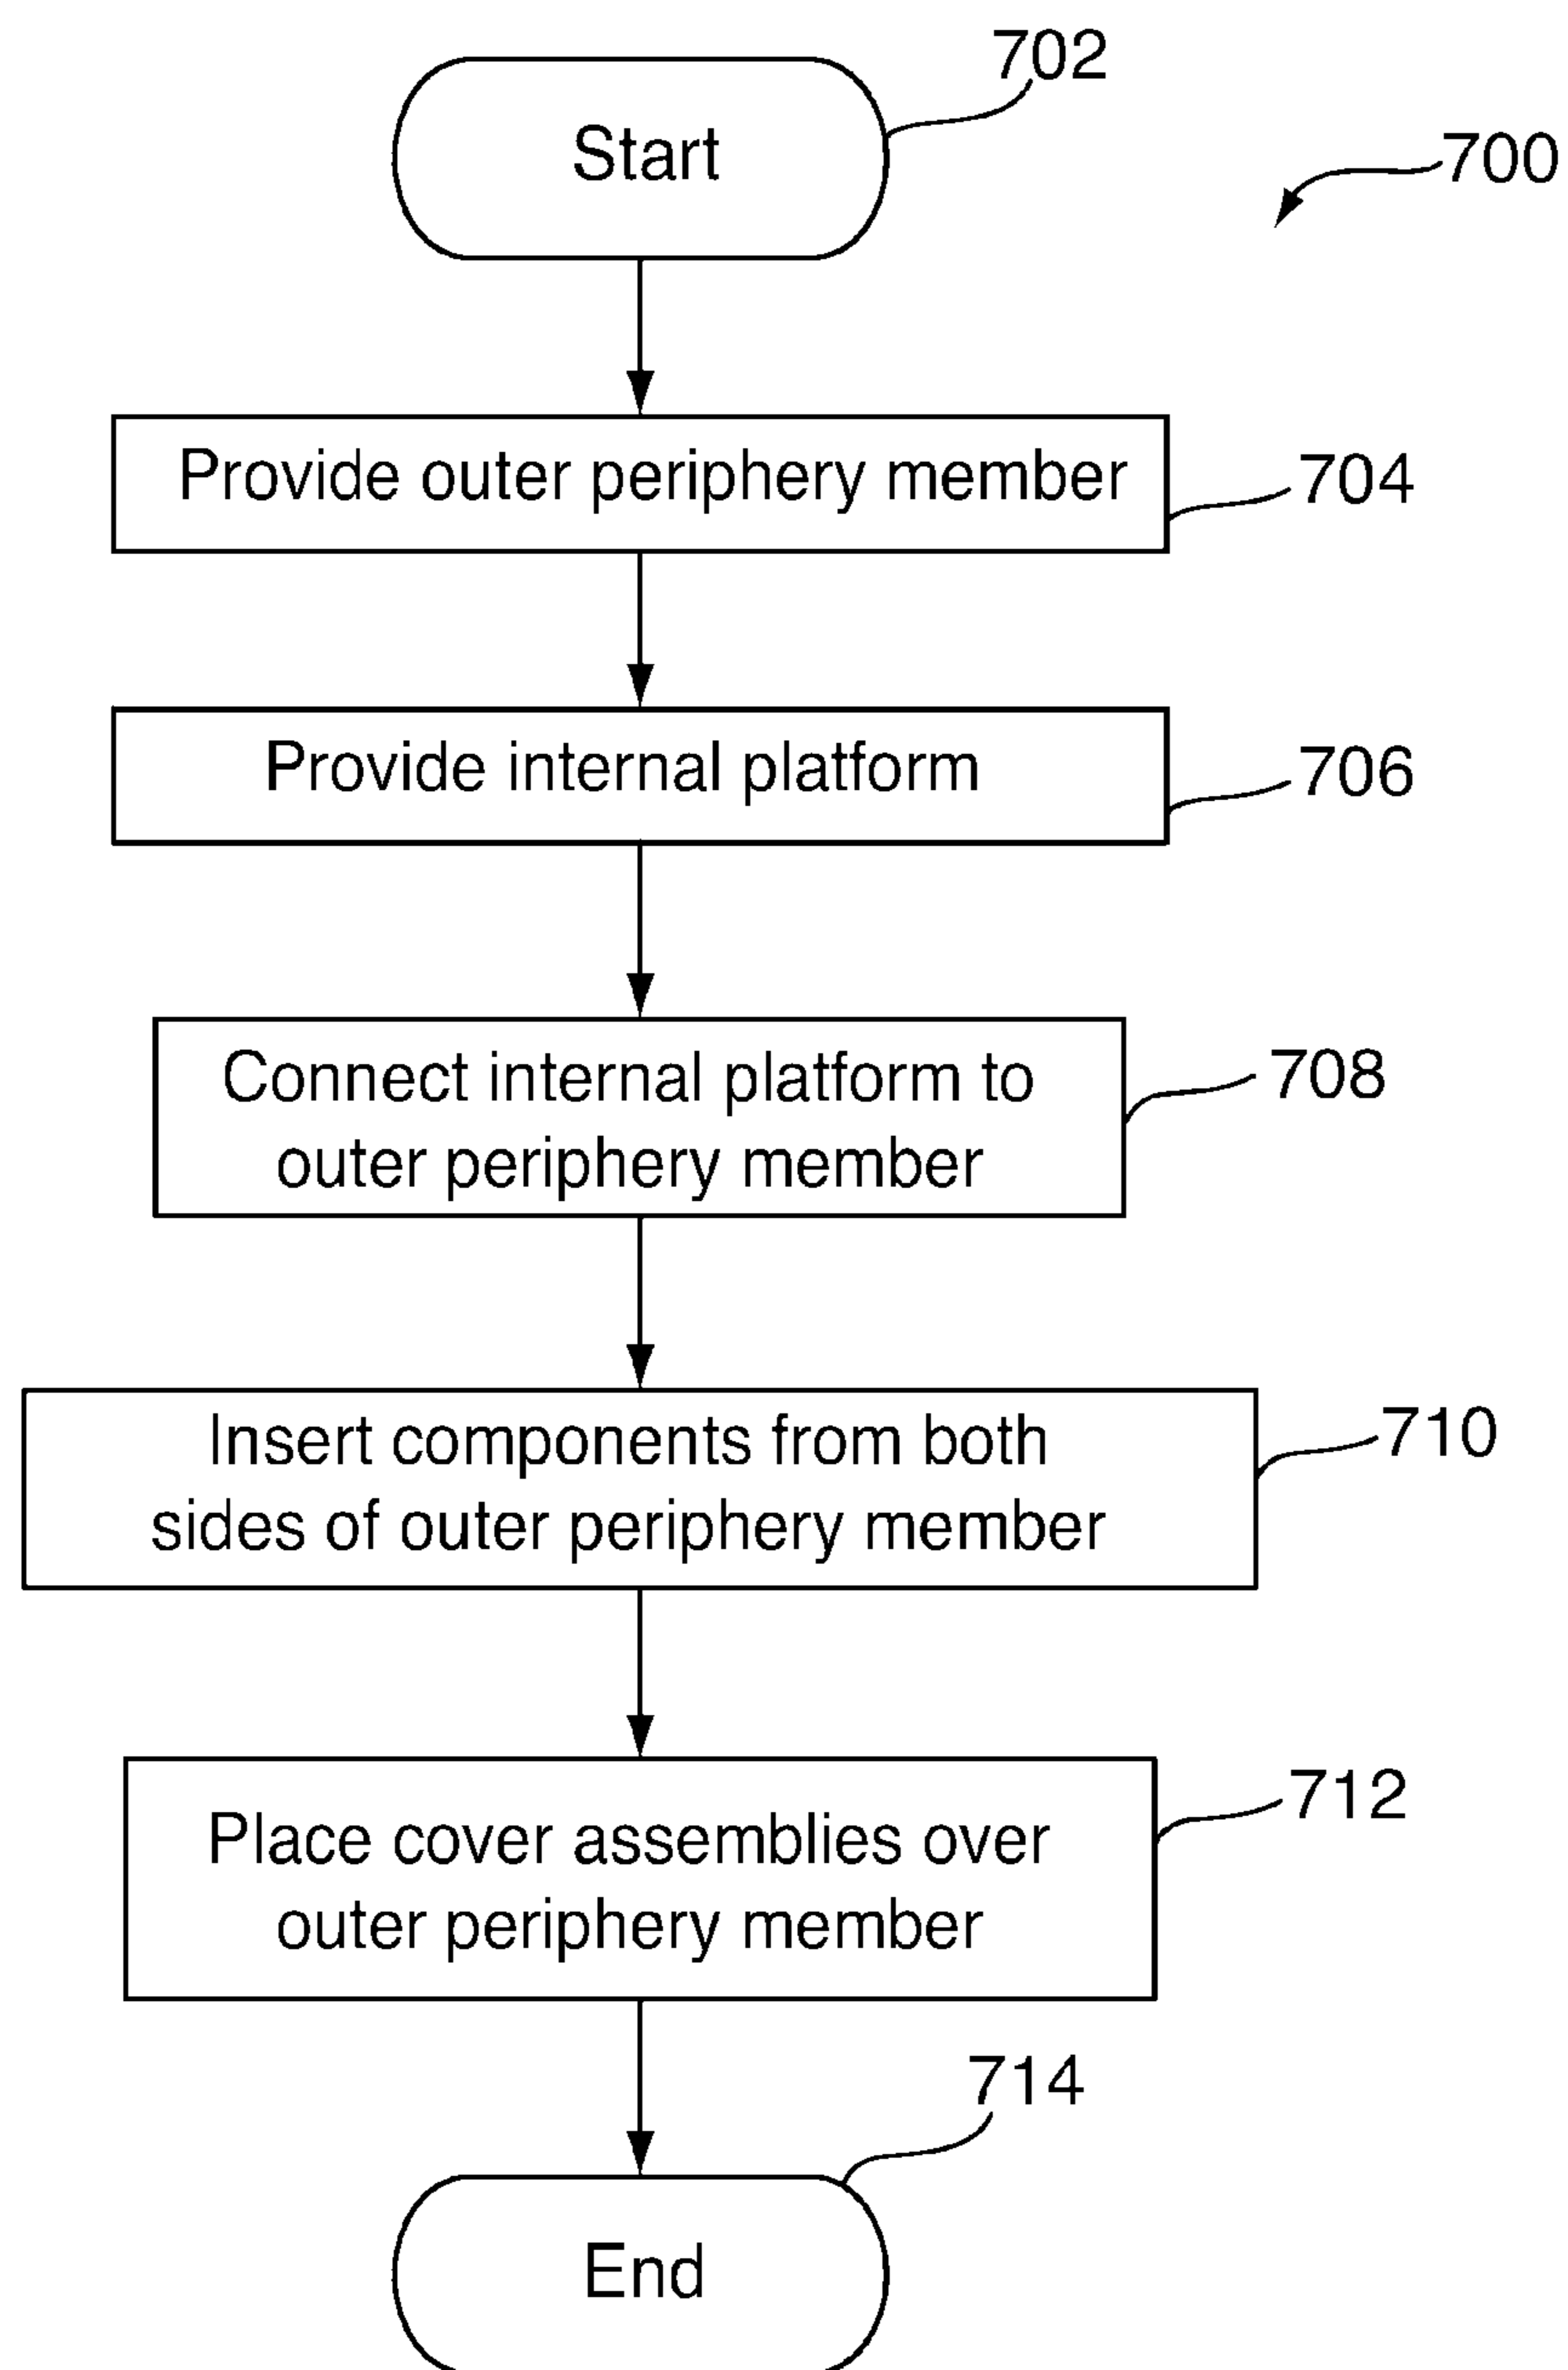 702
Start
700
Provide outer periphery member
704
Provide internal platform
706
Connect internal platform to
outer periphery member
708
Insert components from both
sides of outer periphery member
710
Place cover assemblies over
outer periphery member
712
714
End